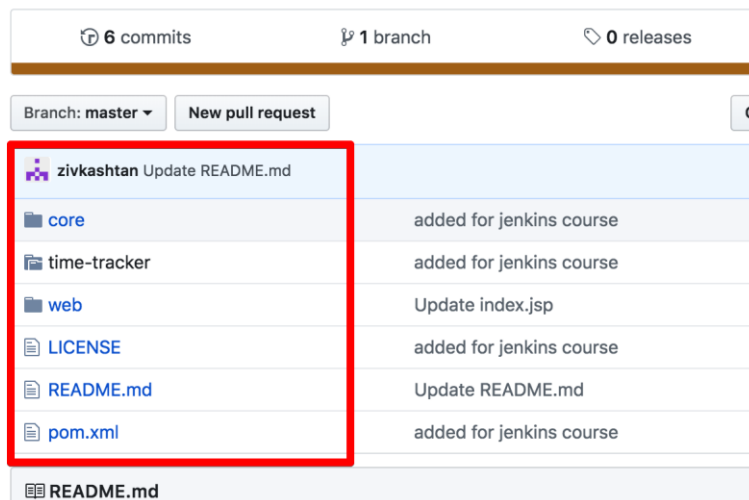 6 commits 1 branch 0 releases
Branch: master New pull request
zivkashtan Update README.md
core added for jenkins course
time-tracker added for jenkins course
web Update index.jsp
LICENSE added for jenkins course
README.md Update README.md
pom.xml added for jenkins course
README.md